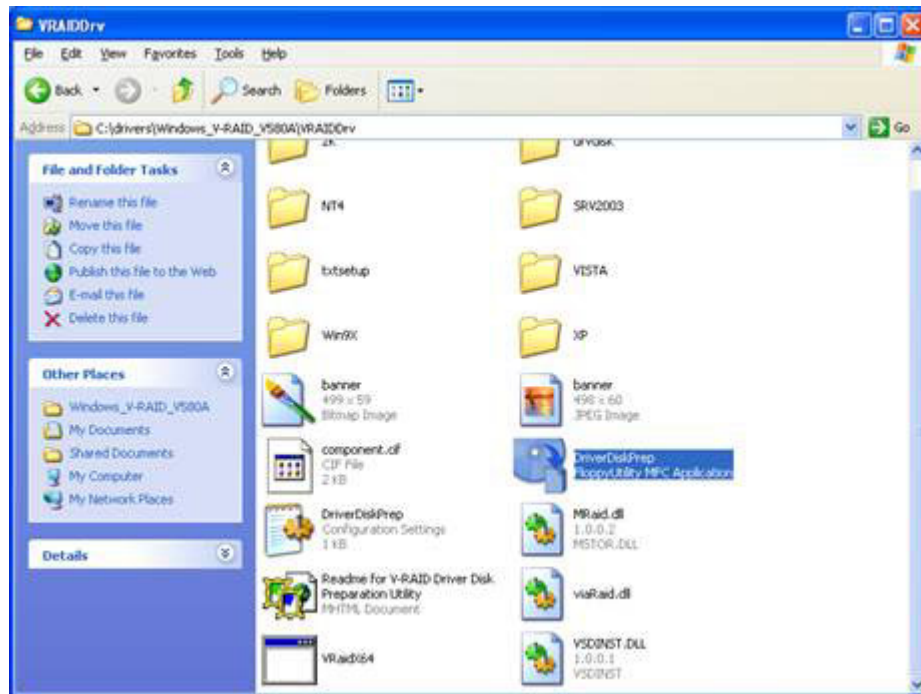 VRAIDDrv
File Edit View Favorites Tools Help
Back Search Folders
Address C:\drivers\Windows_V-RAID_V580A\VRAIDDrv Go
File and Folder Tasks
Rename this file
Move this file
Copy this file
Publish this file to the Web
E-mail this file
Delete this file
Other Places
Windows_V-RAID_V580A
My Documents
Shared Documents
My Computer
My Network Places
Details
2K
drvdisk
NT4
SRV2003
txtsetup
VISTA
Win9X
XP
banner
499 x 59
Bitmap Image
banner
498 x 60
JPEG Image
component.cif
CIF File
2 KB
DriverDiskPrep
FloppyUtility MFC Application
DriverDiskPrep
Configuration Settings
1 KB
MRaid.dll
1.0.0.2
MSTOR.DLL
Readme for V-RAID Driver Disk
Preparation Utility
MHTML Document
viaRaid.dll
VRaidX64
VSDINST.DLL
1.0.0.1
VSDINST